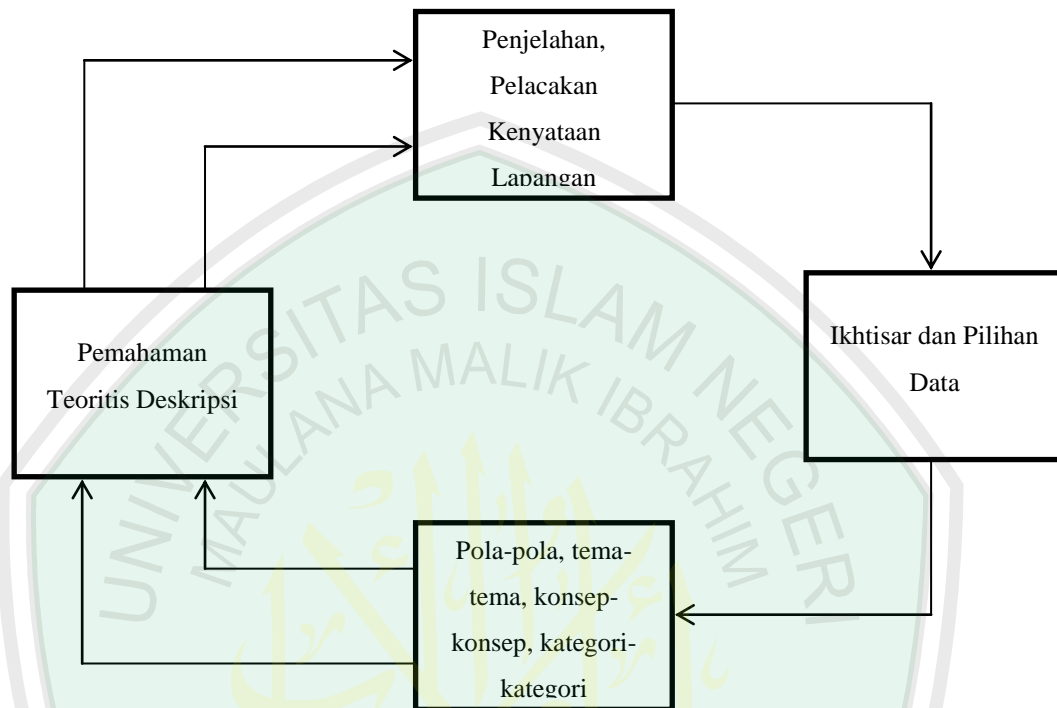 Penjelahan,
Pelacakan
Kenyataan
Lapangan
Pemahaman
Teoritis Deskripsi
Ikhtisar dan Pilihan
Data
Pola-pola, tema-
tema, konsep-
konsep, kategori-
kategori
UNIVERSITAS ISLAM NEGERI
MAULANA MALIK IBRAHIM